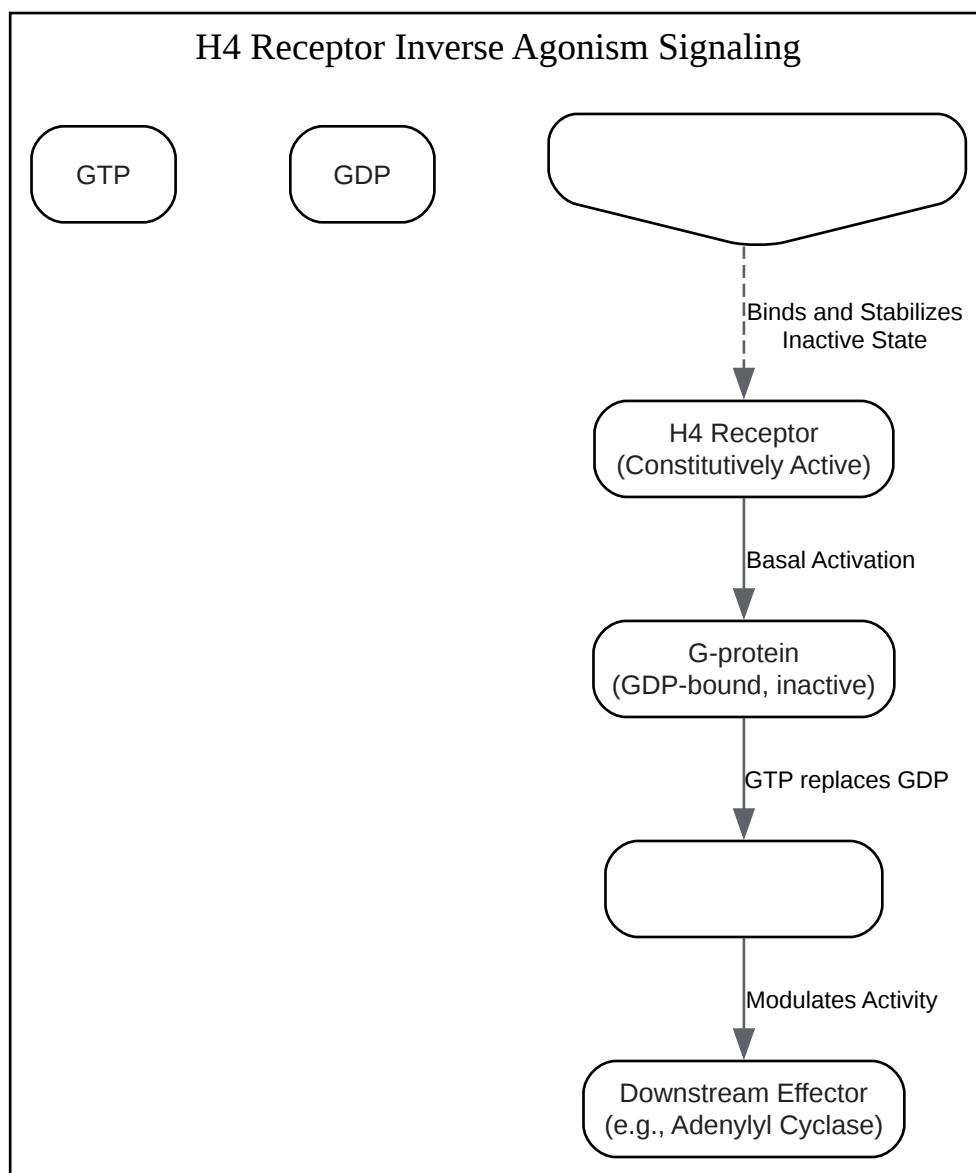 H4 Receptor Inverse Agonism Signaling
GTP
GDP
Binds and Stabilizes
Inactive State
H4 Receptor
(Constitutively Active)
Basal Activation
G-protein
(GDP-bound, inactive)
GTP replaces GDP
Modulates Activity
Downstream Effector
(e.g., Adenylyl Cyclase)